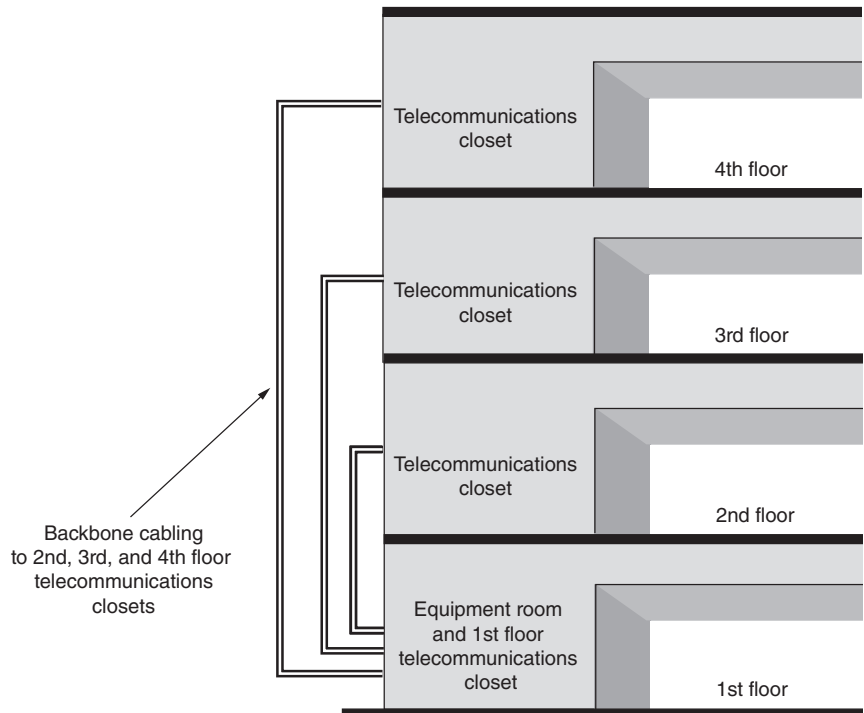 Telecommunications
closet
4th floor
Telecommunications
closet
3rd floor
Telecommunications
closet
2nd floor
Backbone cabling
to 2nd, 3rd, and 4th floor
telecommunications
closets
Equipment room
and 1st floor
telecommunications
closet
1st floor